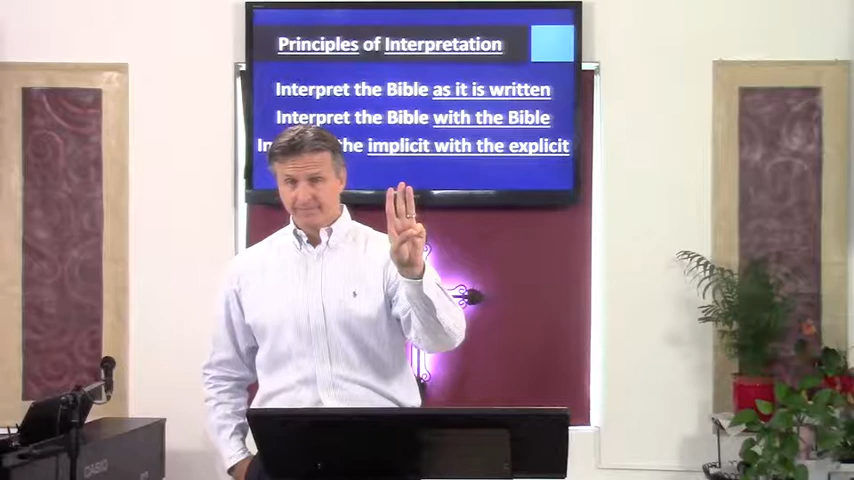 Principles of Interpretation
Interpret the Bible as it is written
Interpret the Bible with the Bible
the implicit with the explicit
CASIO